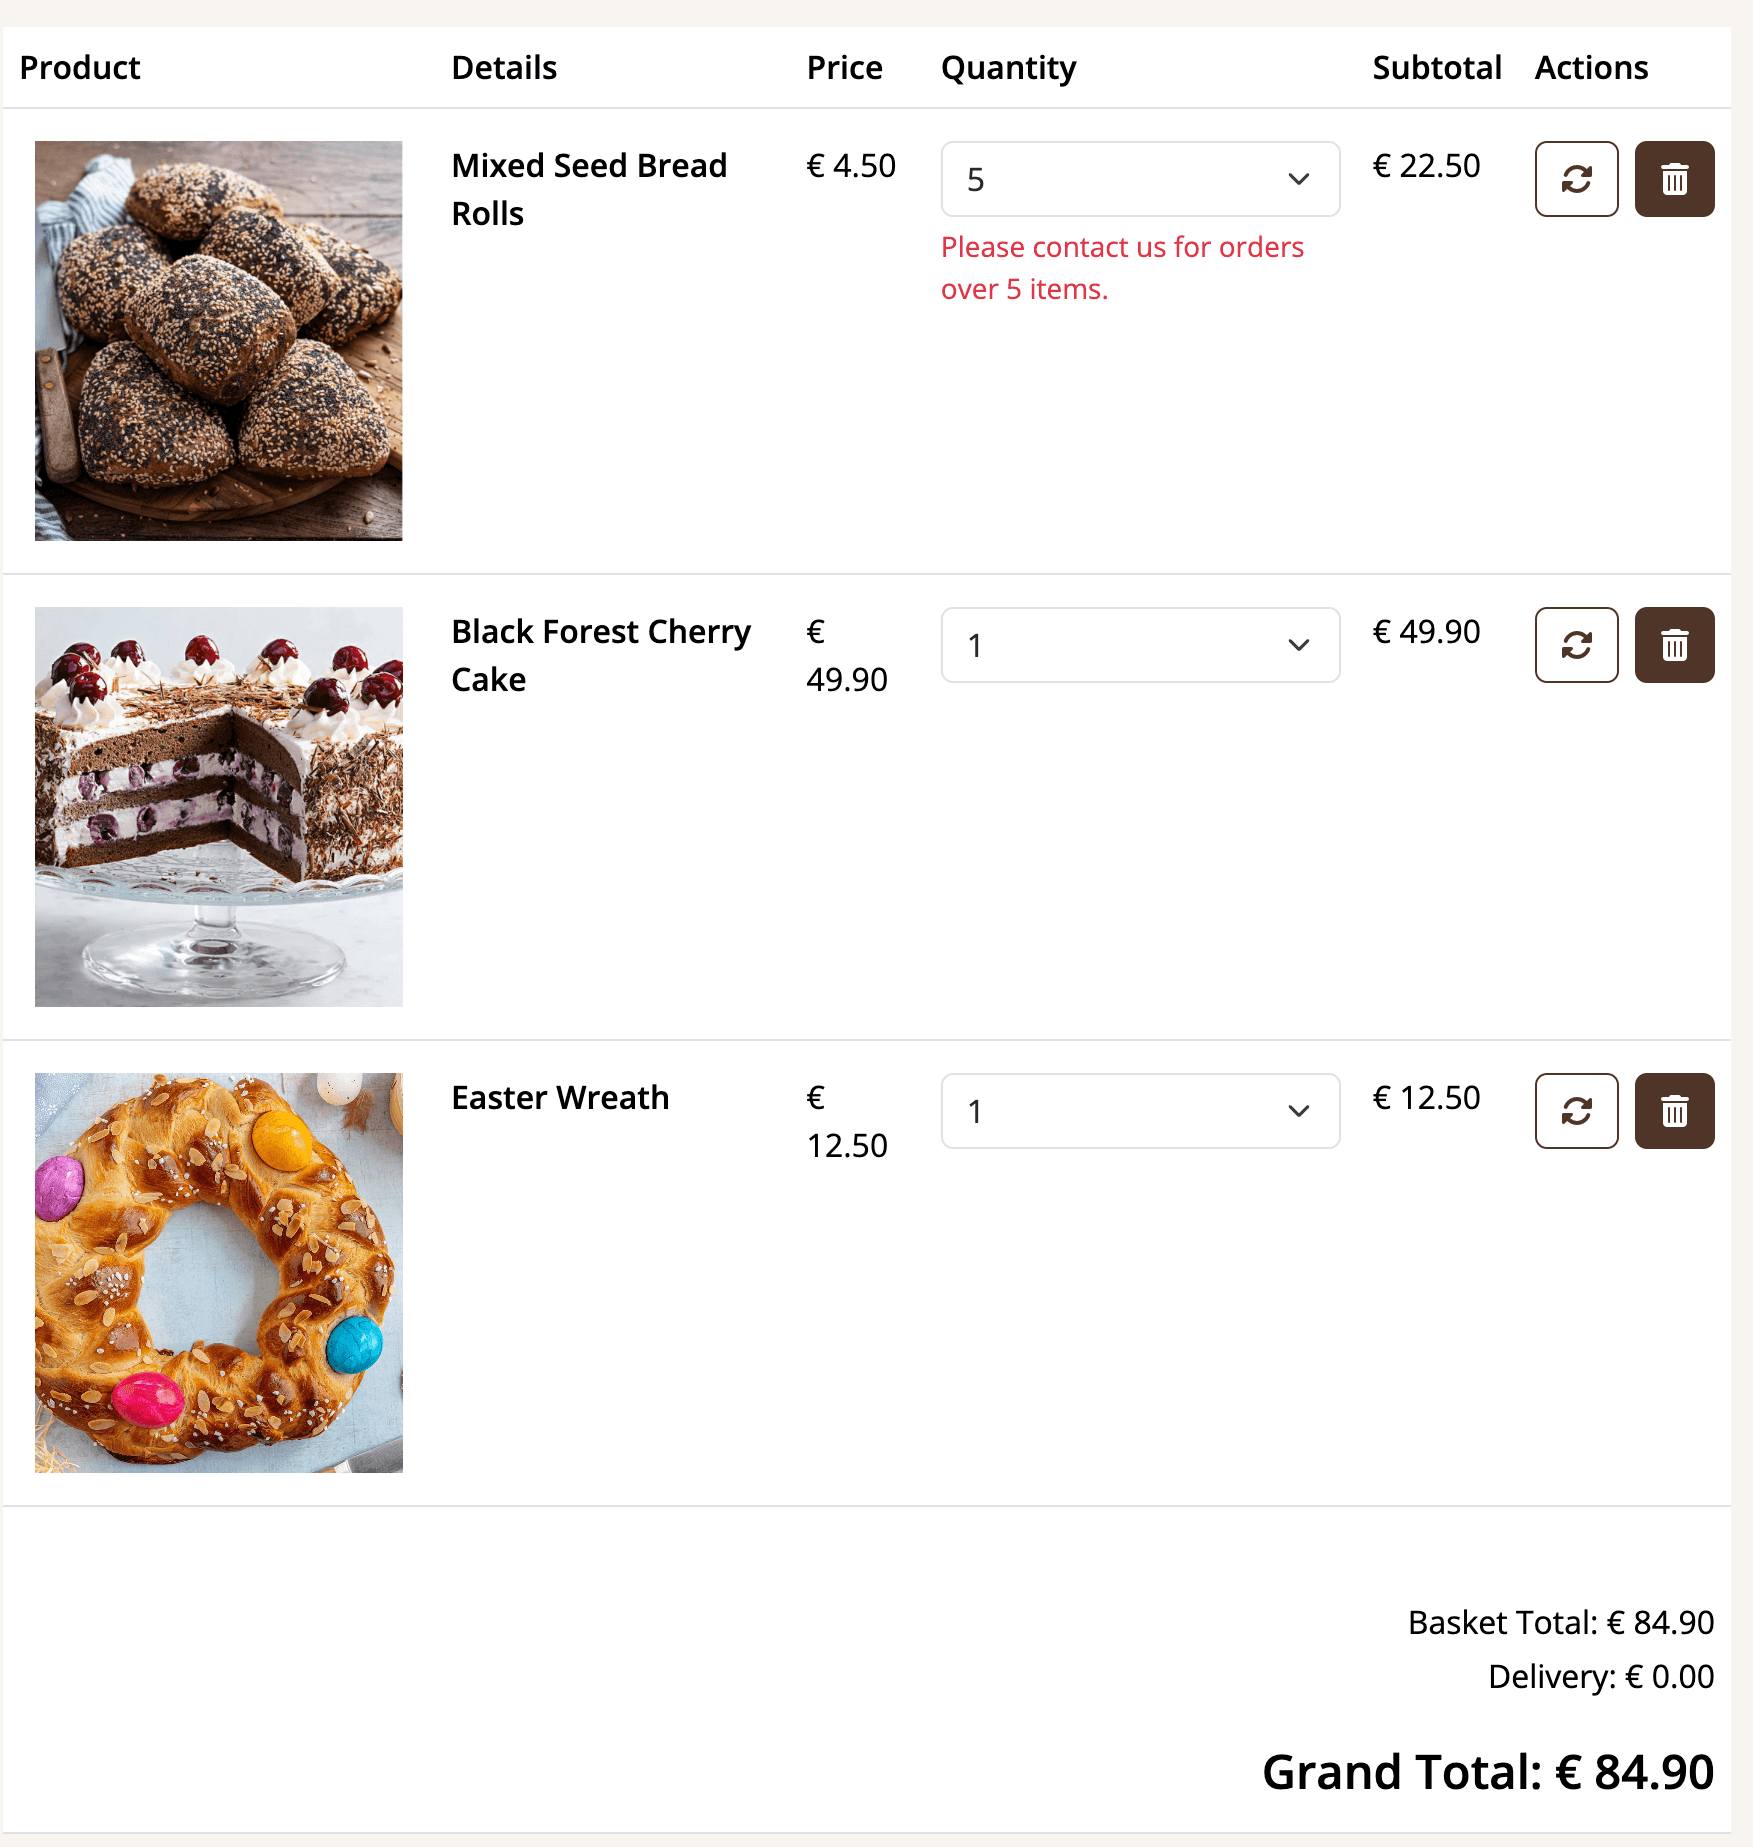 Product Details Price Quantity Subtotal Actions
Mixed Seed Bread € 4.50 5 € 22.50
Rolls
Please contact us for orders
over 5 items.
Black Forest Cherry € 1 € 49.90
Cake 49.90
Easter Wreath € 1 € 12.50
12.50
Basket Total: € 84.90
Delivery: € 0.00
Grand Total: € 84.90